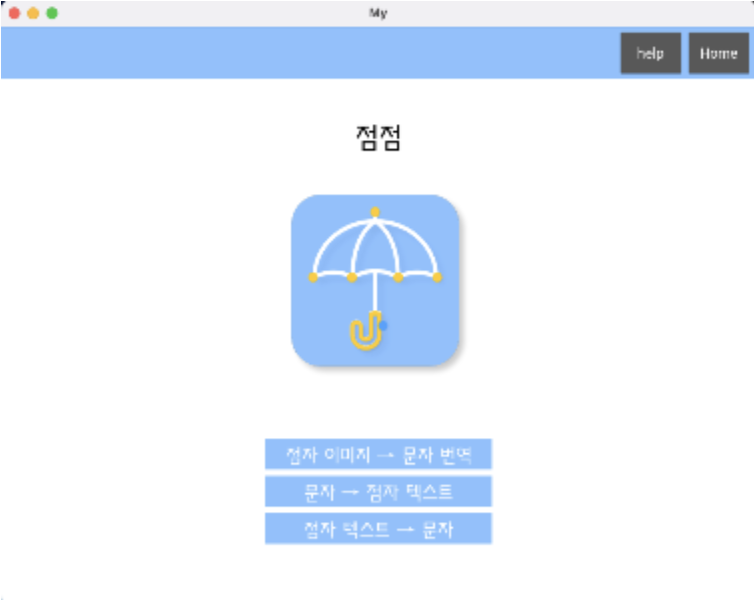 My
help Home
점점
점자 이미지 → 문자 번역
문자 → 점자 텍스트
점자 텍스트 → 문자